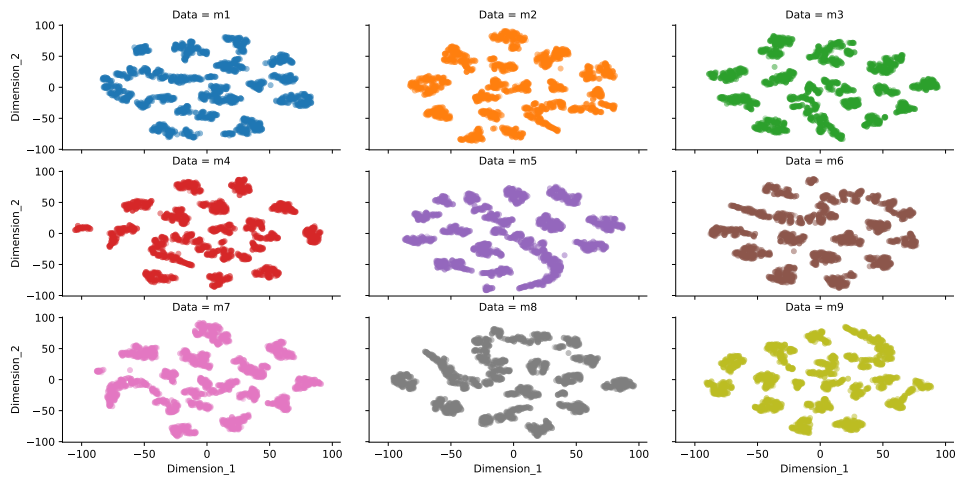 Data = m1 Data = m2 Data = m3
100
50
0
−50
−100
Dimension_2
Data = m4 Data = m5 Data = m6
100
50
0
−50
−100
Dimension_2
Data = m7 Data = m8 Data = m9
100
50
0
−50
−100
Dimension_2
−100 −50 0 50 100 −100 −50 0 50 100 −100 −50 0 50 100
Dimension_1 Dimension_1 Dimension_1